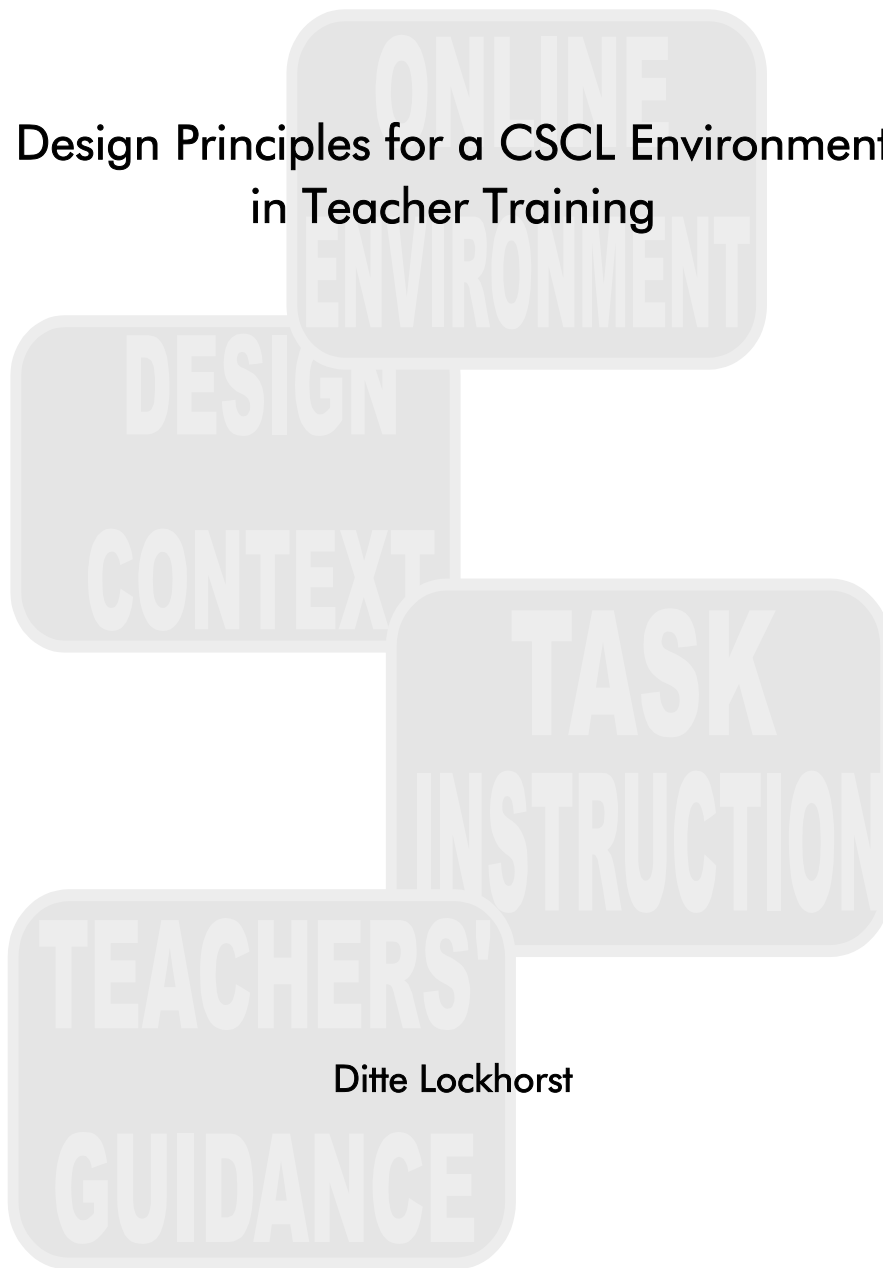 ONLINE
Design Principles for a CSCL Environment
in Teacher Training
ENVIRONMENT
DESIGN
CONTEXT
TASK
INSTRUCTION
TEACHERS'
Ditte Lockhorst
GUIDANCE